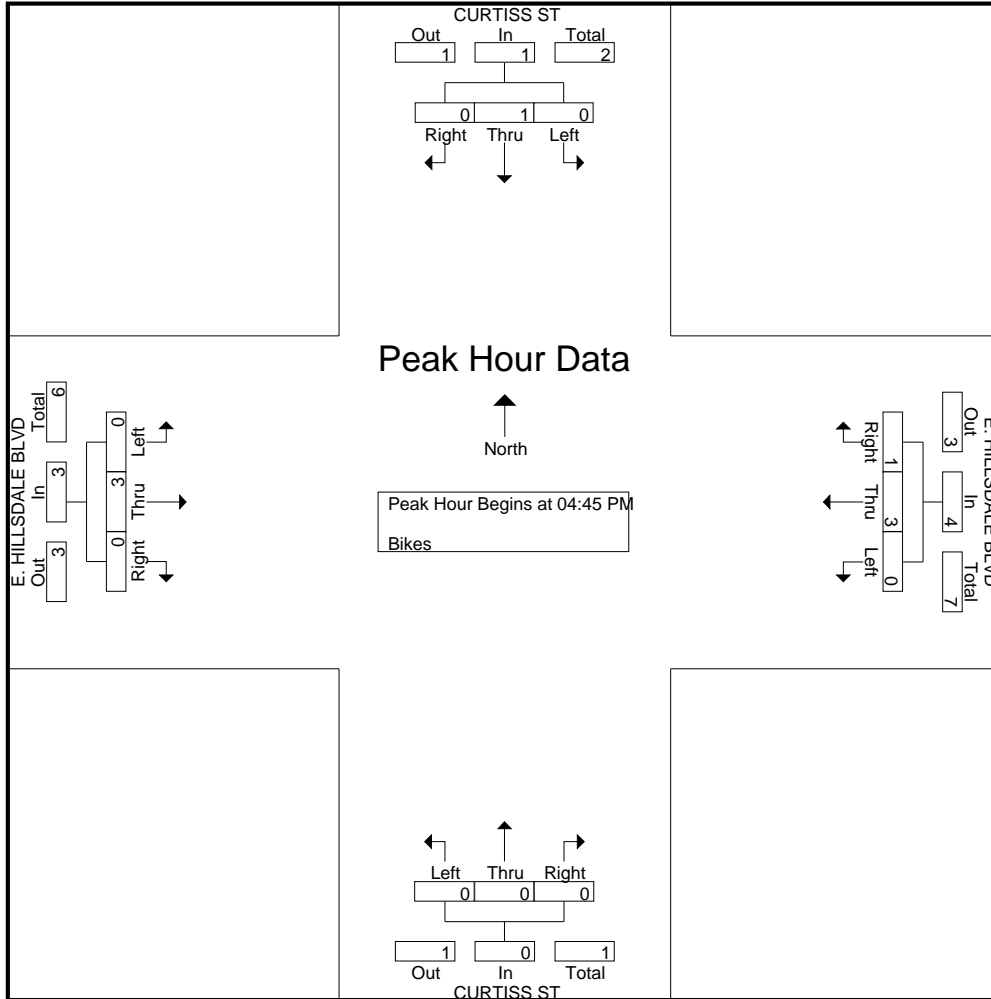 CURTISS ST
Out In Total
1 1 2
0 1 0
Right Thru Left
Peak Hour Data
North
Peak Hour Begins at 04:45 PM
Bikes
E. HILLSDALE BLVD
Total In Out
6 3 3
0 3 0
Left Thru Right
E. HILLSDALE BLVD
Out In Total
3 4 7
1 3 0
Right Thru Left
Left Thru Right
0 0 0
1 0 1
Out In Total
CURTISS ST